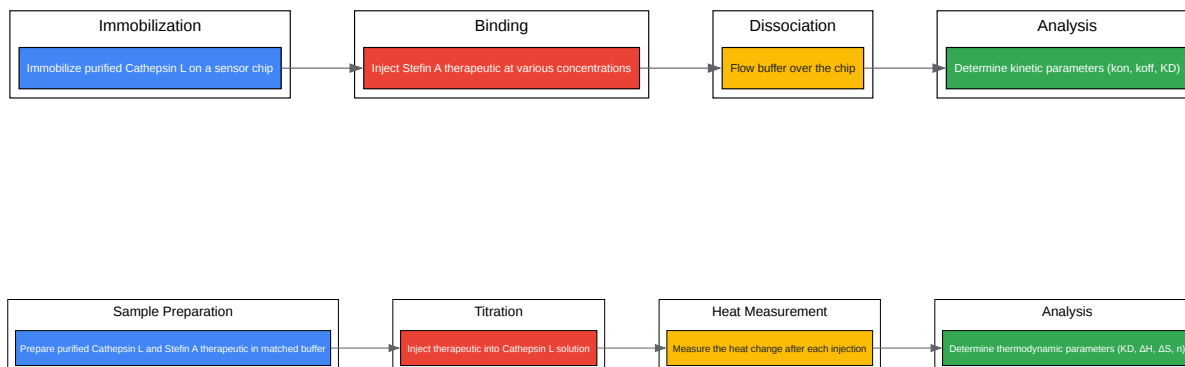 Immobilization
Binding
Dissociation
Analysis
Immobilize purified Cathepsin L on a sensor chip
Inject Stefin A therapeutic at various concentrations
Flow buffer over the chip
Determine kinetic parameters (kon, koff, KD)
Sample Preparation
Titration
Heat Measurement
Analysis
Prepare purified Cathepsin L and Stefin A therapeutic in matched buffer
Inject therapeutic into Cathepsin L solution
Measure the heat change after each injection
Determine thermodynamic parameters (KD, ΔH, ΔS, n)